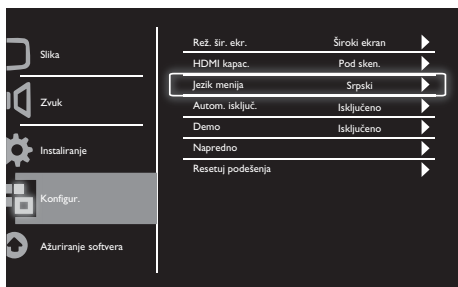 Slika
Zvuk
Instaliranje
Konfigur.
Ažuriranje softvera
Rež. šir. ekr. Široki ekran
HDMI kapac. Pod sken.
Jezik menija Srpski
Autom. isključ. Isključeno
Demo Isključeno
Napredno
Resetuj podešenja